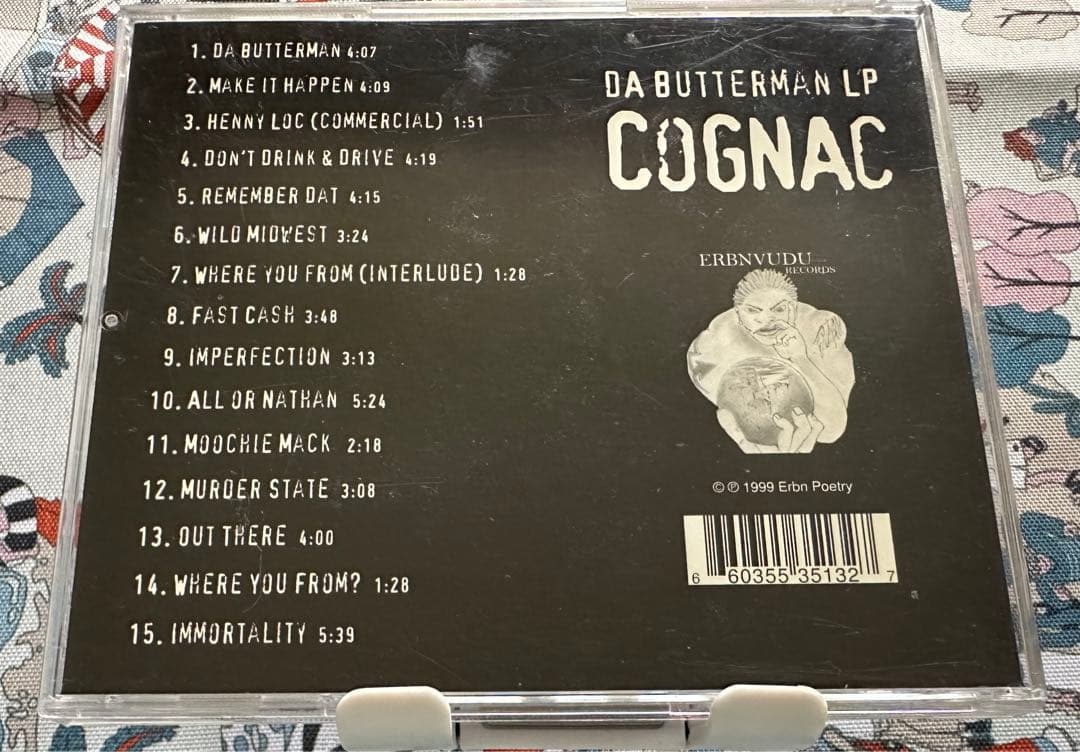 1. DA BUTTERMAN 4:07
2. MAKE IT HAPPEN 4:09
3. HENNY LOC (COMMERCIAL) 1:51
4. DON'T DRINK & DRIVE 4:19
5. REMEMBER DAT 4:15
6. WILD MIDWEST 3:24
7. WHERE YOU FROM (INTERLUDE) 1:28
8. FAST CASH 3:48
9. IMPERFECTION 3:13
10. ALL OR NATHAN 5:24
11. MOOCHIE MACK 2:18
12. MURDER STATE 3:08
13. OUT THERE 4:00
14. WHERE YOU FROM? 1:28
15. IMMORTALITY 5:39
DA BUTTERMAN LP
COGNAC
ERBNVUDU
RECORDS
© ℗ 1999 Erbn Poetry
6 60355 35132 7